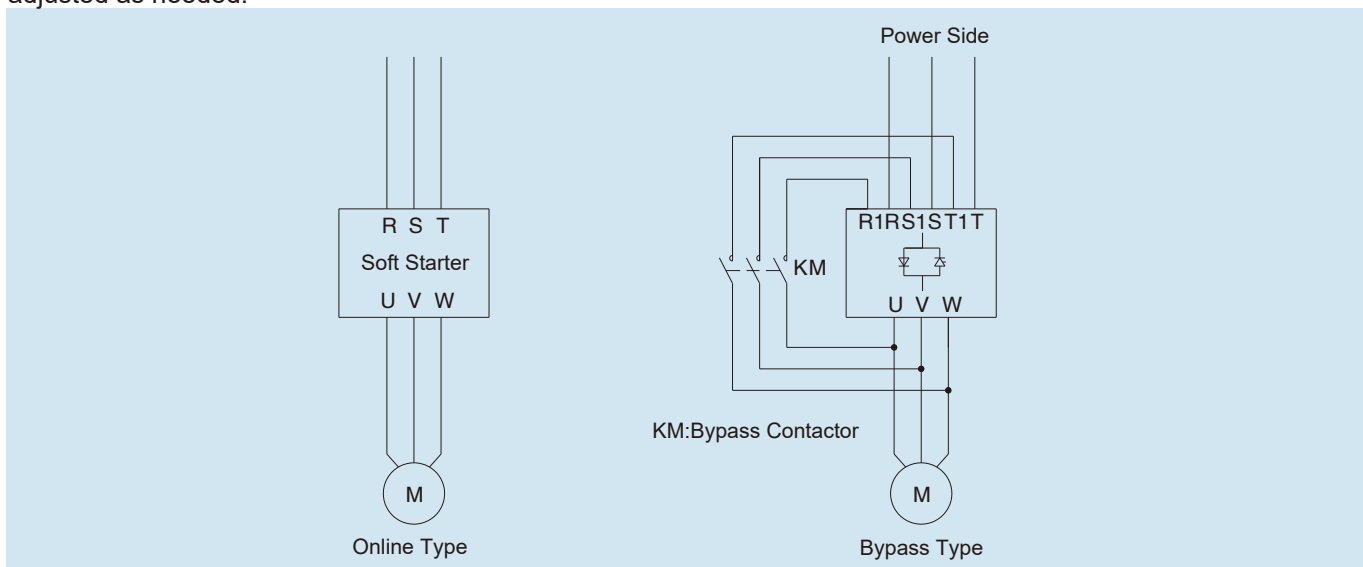 adjusted as needed.
Power Side
R S T
Soft Starter
U V W
M
Online Type
R1RS1ST1T
KM
U V W
KM:Bypass Contactor
M
Bypass Type